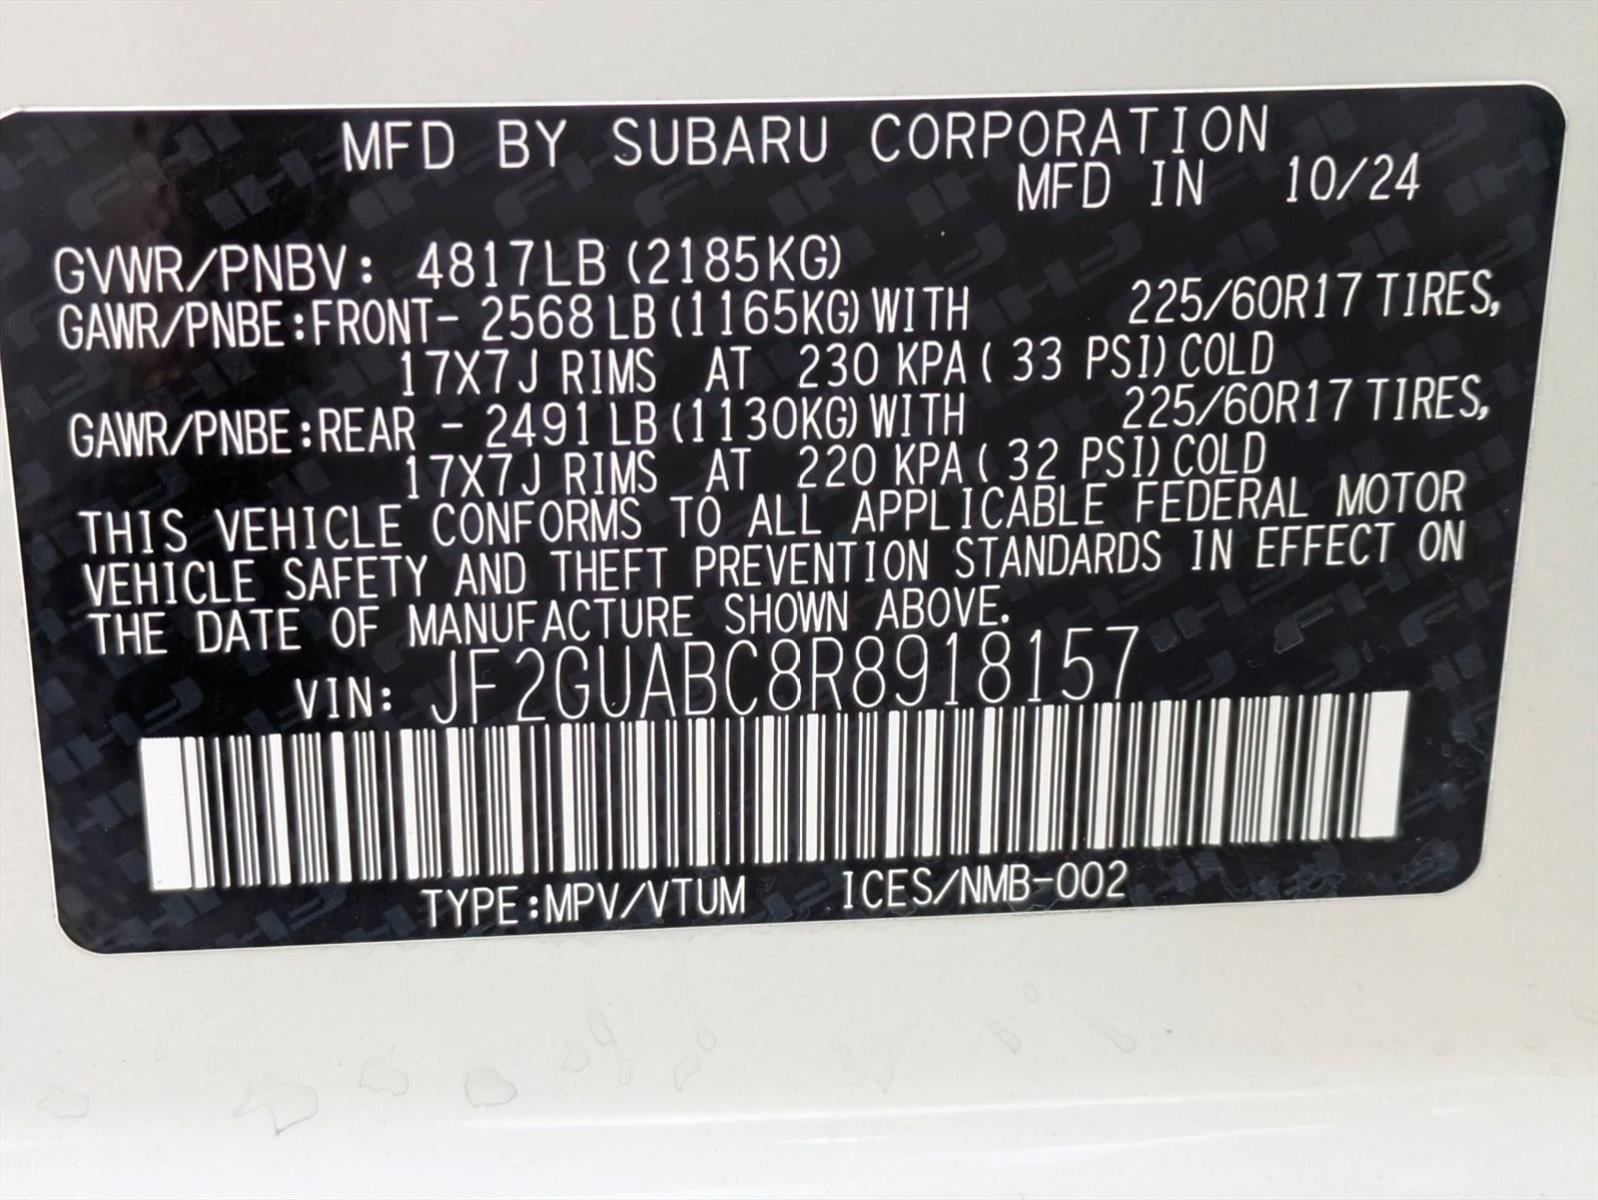 MFD BY SUBARU CORPORATION
MFD IN 10/24
GVWR/PNBV: 4817LB (2185KG)
GAWR/PNBE:FRONT- 2568 LB (1165KG) WITH 225/60R17 TIRES,
17X7J RIMS AT 230 KPA ( 33 PSI) COLD
GAWR/PNBE:REAR - 2491 LB (1130KG) WITH 225/60R17 TIRES,
17X7J RIMS AT 220 KPA ( 32 PSI) COLD
THIS VEHICLE CONFORMS TO ALL APPLICABLE FEDERAL MOTOR
VEHICLE SAFETY AND THEFT PREVENTION STANDARDS IN EFFECT ON
THE DATE OF MANUFACTURE SHOWN ABOVE.
VIN: JF2GUABC8R8918157
TYPE:MPV/VTUM ICES/NMB-002